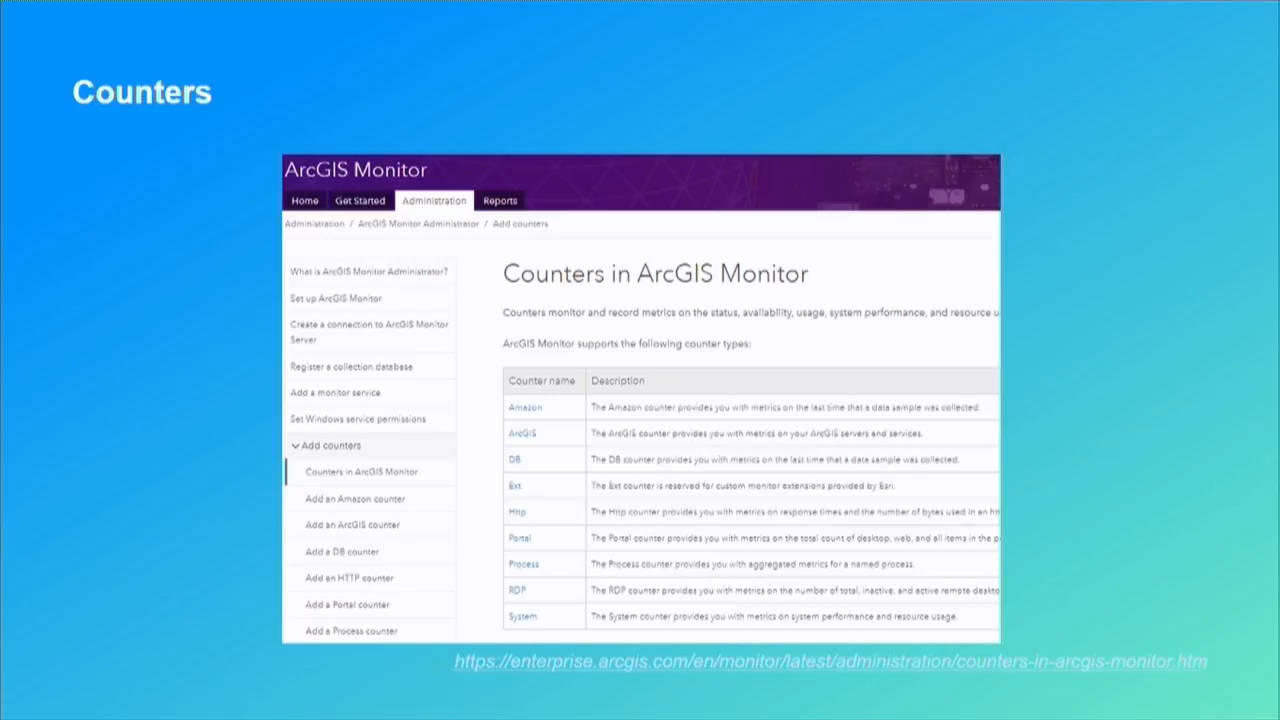 Counters
ArcGIS Monitor
Home Get Started Administration Reports
Administration / ArcGIS Monitor Administrator / Add counters
What is ArcGIS Monitor Administrator?
Set up ArcGIS Monitor
Create a connection to ArcGIS Monitor
Server
Register a collection database
Add a monitor service
Set Windows service permissions
Add counters
Counters in ArcGIS Monitor
Add an Amazon counter
Add an ArcGIS counter
Add a DB counter
Add an HTTP counter
Add a Portal counter
Add a Process counter
Counters in ArcGIS Monitor
Counters monitor and record metrics on the status, availability, usage, system performance, and resource u
ArcGIS Monitor supports the following counter types:
Counter name Description
Amazon The Amazon counter provides you with metrics on the last time that a data sample was collected.
ArcGIS The ArcGIS counter provides you with metrics on your ArcGIS servers and services.
DB The DB counter provides you with metrics on the last time that a data sample was collected.
Ext The Ext counter is reserved for custom monitor extensions provided by Esri.
Http The Http counter provides you with metrics on response times and the number of bytes used in an ht
Portal The Portal counter provides you with metrics on the total count of desktop, web, and all items in the p
Process The Process counter provides you with aggregated metrics for a named process.
RDP The RDP counter provides you with metrics on the number of total, inactive, and active remote deskto
System The System counter provides you with metrics on system performance and resource usage.
https://enterprise.arcgis.com/en/monitor/latest/administration/counters-in-arcgis-monitor.htm